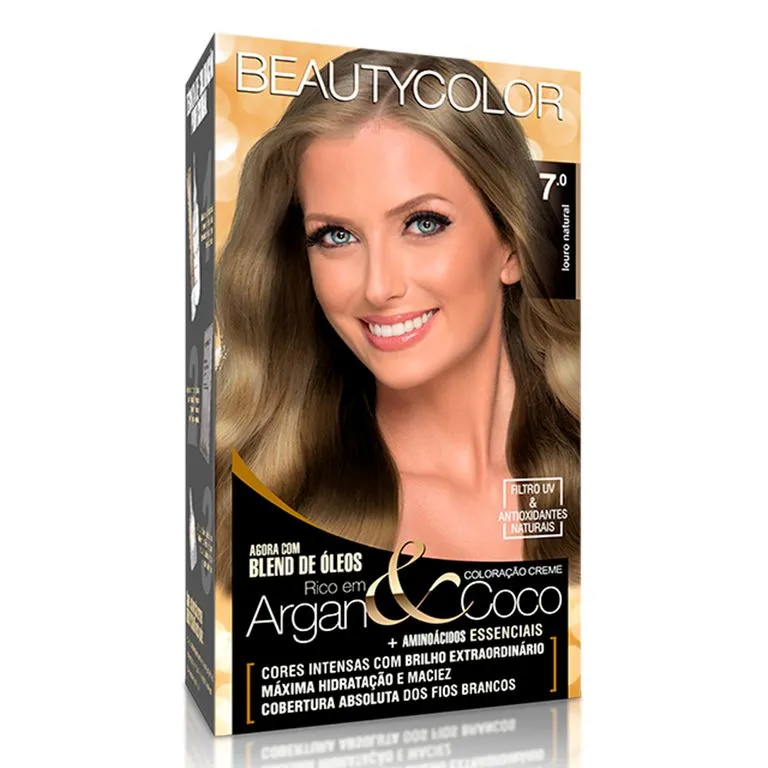 BEAUTYCOLOR
7.0
louro natural
FILTRO UV
&
ANTIOXIDANTES
NATURAIS
AGORA COM
BLEND DE ÓLEOS
Rico em
COLORAÇÃO CREME
Argan & Coco
+ AMINOÁCIDOS ESSENCIAIS
CORES INTENSAS COM BRILHO EXTRAORDINÁRIO
MÁXIMA HIDRATAÇÃO E MACIEZ
COBERTURA ABSOLUTA DOS FIOS BRANCOS